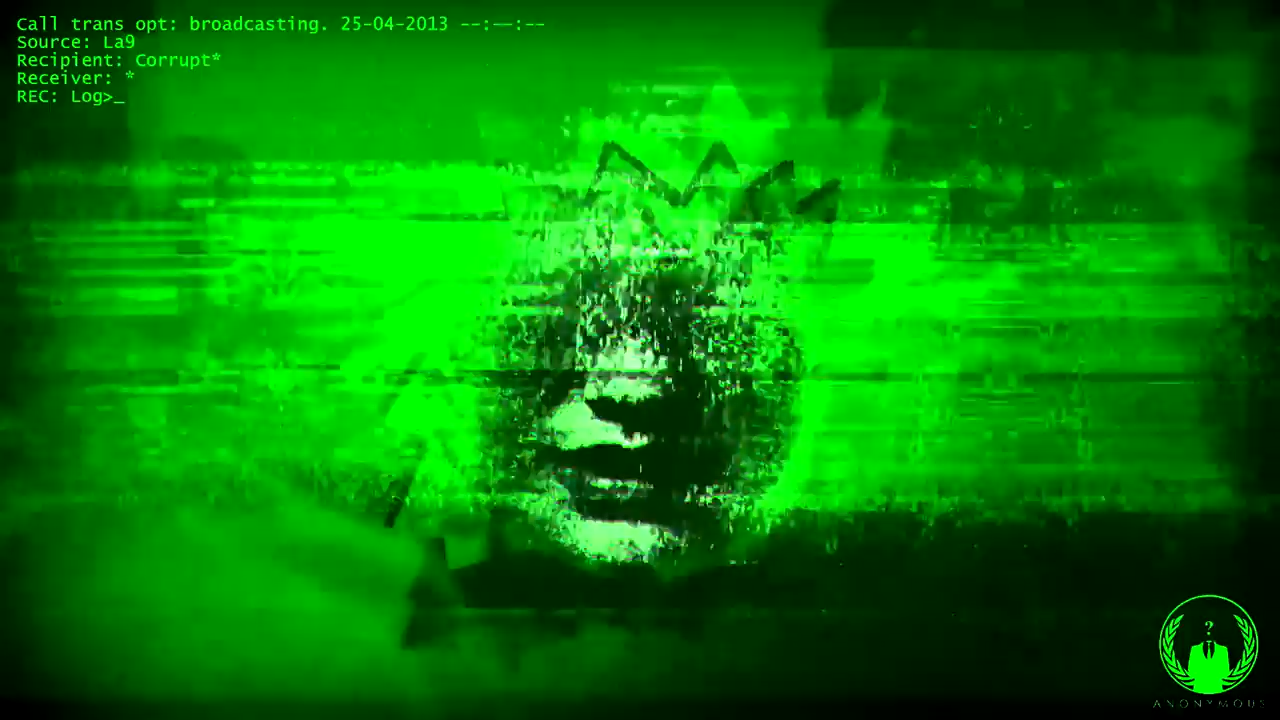 Call trans opt: broadcasting. 25-04-2013 --:--:--
Source: La9
Recipient: Corrupt*
Receiver: *
REC: Log>_
?
ANONYMOUS